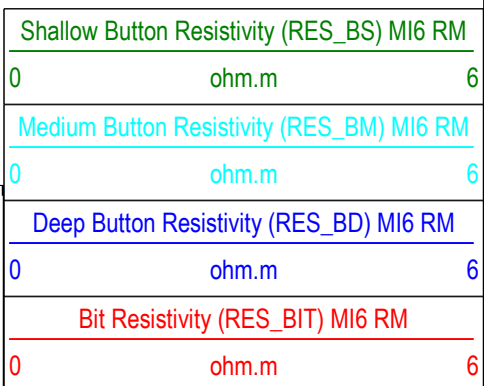 Shallow Button Resistivity (RES_BS) MI6 RM
0 ohm.m 6
Medium Button Resistivity (RES_BM) MI6 RM
0 ohm.m 6
Deep Button Resistivity (RES_BD) MI6 RM
0 ohm.m 6
Bit Resistivity (RES_BIT) MI6 RM
0 ohm.m 6